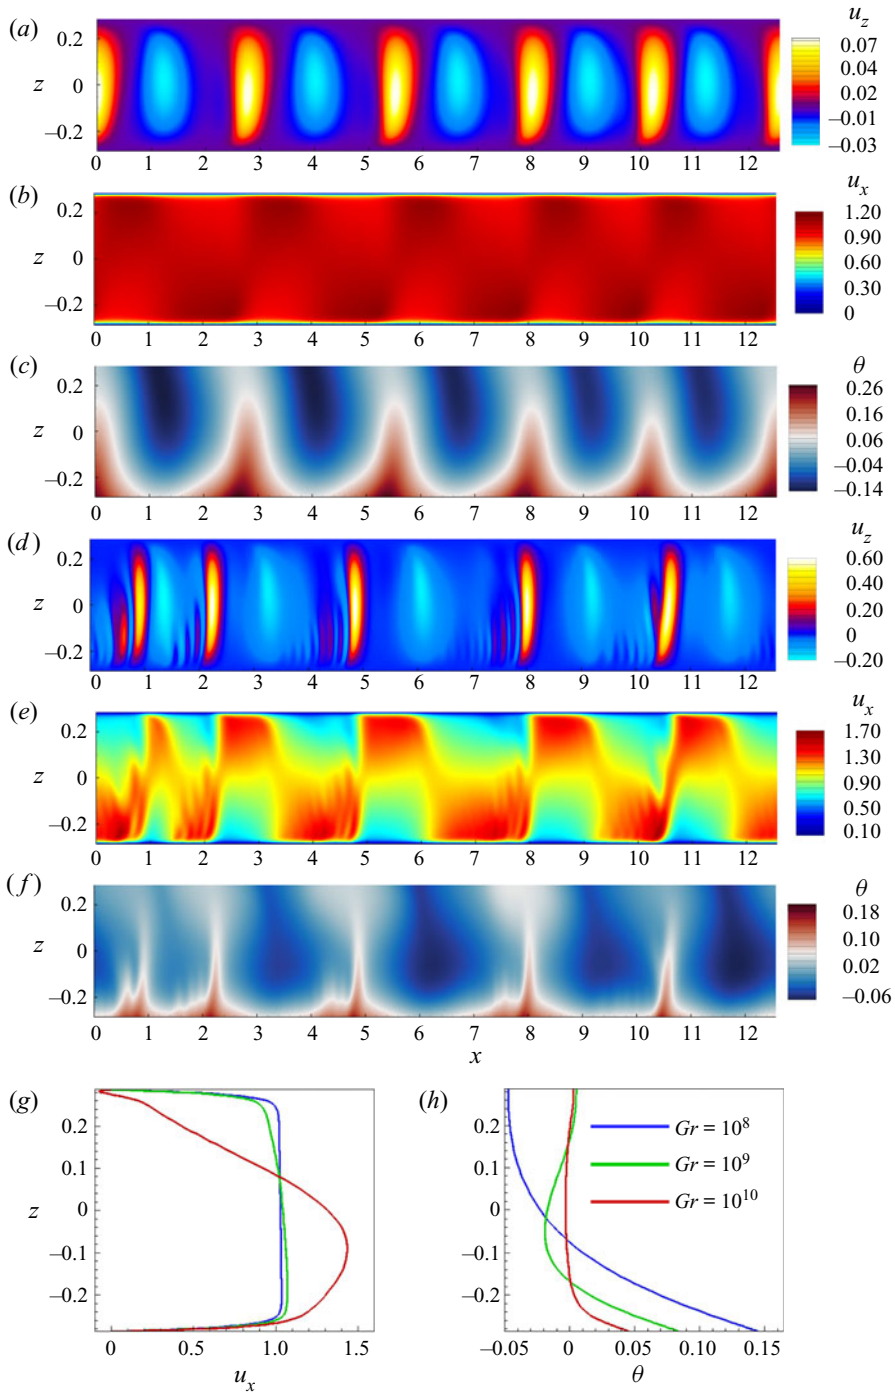 (a)
u_z
0.2
z 0
−0.2
0.07
0.04
0.02
−0.01
−0.03
0 1 2 3 4 5 6 7 8 9 10 11 12
(b)
u_x
0.2
z 0
−0.2
1.20
0.90
0.60
0.30
0
0 1 2 3 4 5 6 7 8 9 10 11 12
(c)
θ
0.2
z 0
−0.2
0.26
0.16
0.06
−0.04
−0.14
0 1 2 3 4 5 6 7 8 9 10 11 12
(d)
u_z
0.2
z 0
−0.2
0.60
0.40
0.20
0
−0.20
0 1 2 3 4 5 6 7 8 9 10 11 12
(e)
u_x
0.2
z 0
−0.2
1.70
1.30
0.90
0.50
0.10
0 1 2 3 4 5 6 7 8 9 10 11 12
(f)
θ
0.2
z 0
−0.2
0.18
0.10
0.02
−0.06
0 1 2 3 4 5 6 7 8 9 10 11 12
x
(g)
0.2
0.1
z 0
−0.1
−0.2
0 0.5 1.0 1.5
u_x
(h)
0.2
0.1
0
−0.1
−0.2
Gr = 10⁸
Gr = 10⁹
Gr = 10¹⁰
−0.05 0 0.05 0.10 0.15
θ